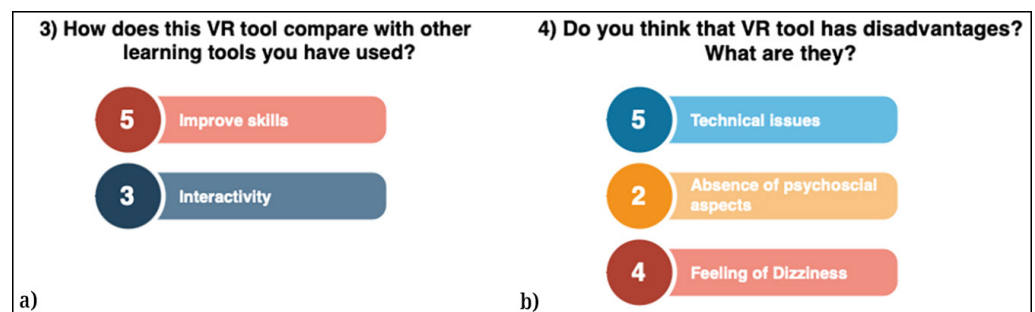 3) How does this VR tool compare with other
learning tools you have used?
5 Improve skills
3 Interactivity
a)
4) Do you think that VR tool has disadvantages?
What are they?
5 Technical issues
2 Absence of psychoscial
aspects
4 Feeling of Dizziness
b)